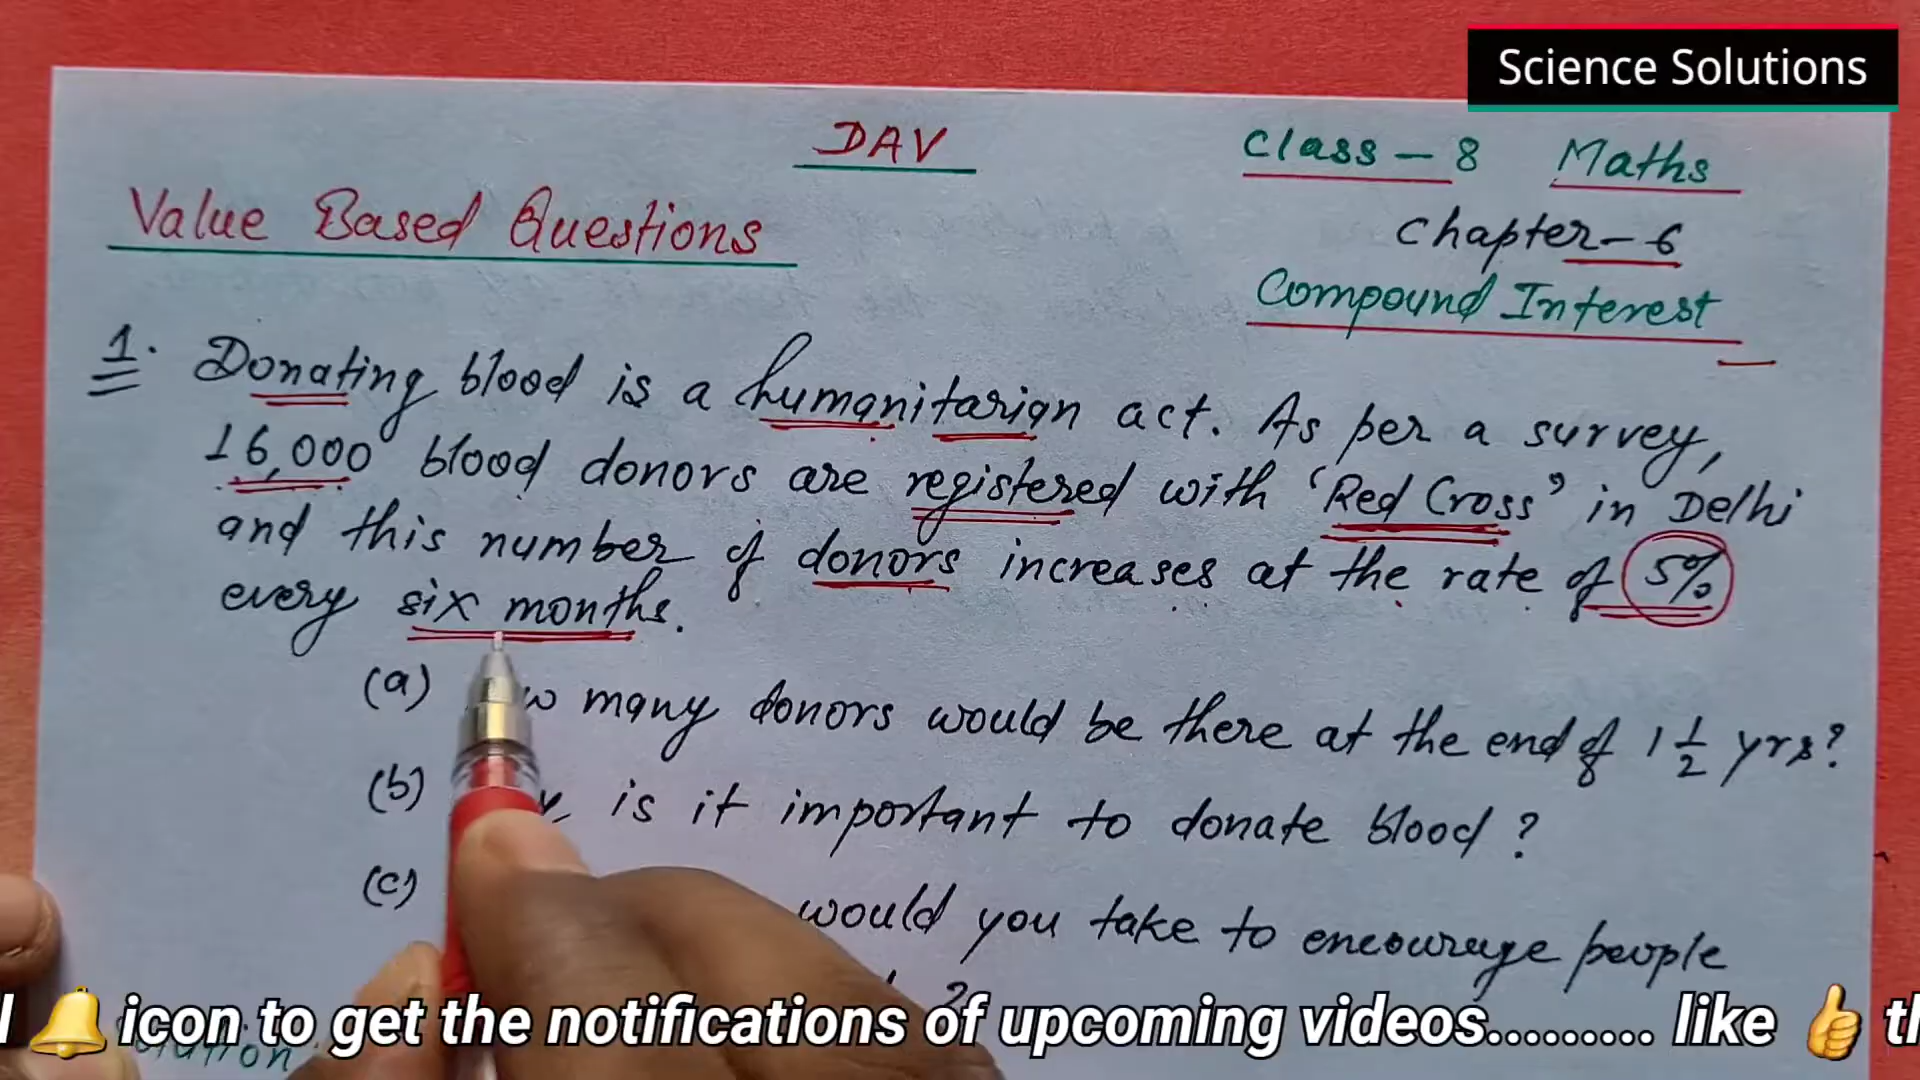 Science Solutions
DAV
Class - 8 Maths
Value Based Questions
Chapter - 6
Compound Interest
1. Donating blood is a humanitarian act. As per a survey,
16,000 blood donors are registered with 'Red Cross' in Delhi
and this number of donors increases at the rate of 5%
every six months.
(a) many donors would be there at the end of 1 1/2 yrs?
(b) is it important to donate blood?
(c) would you take to encourage people
?
icon to get the notifications of upcoming videos......... like